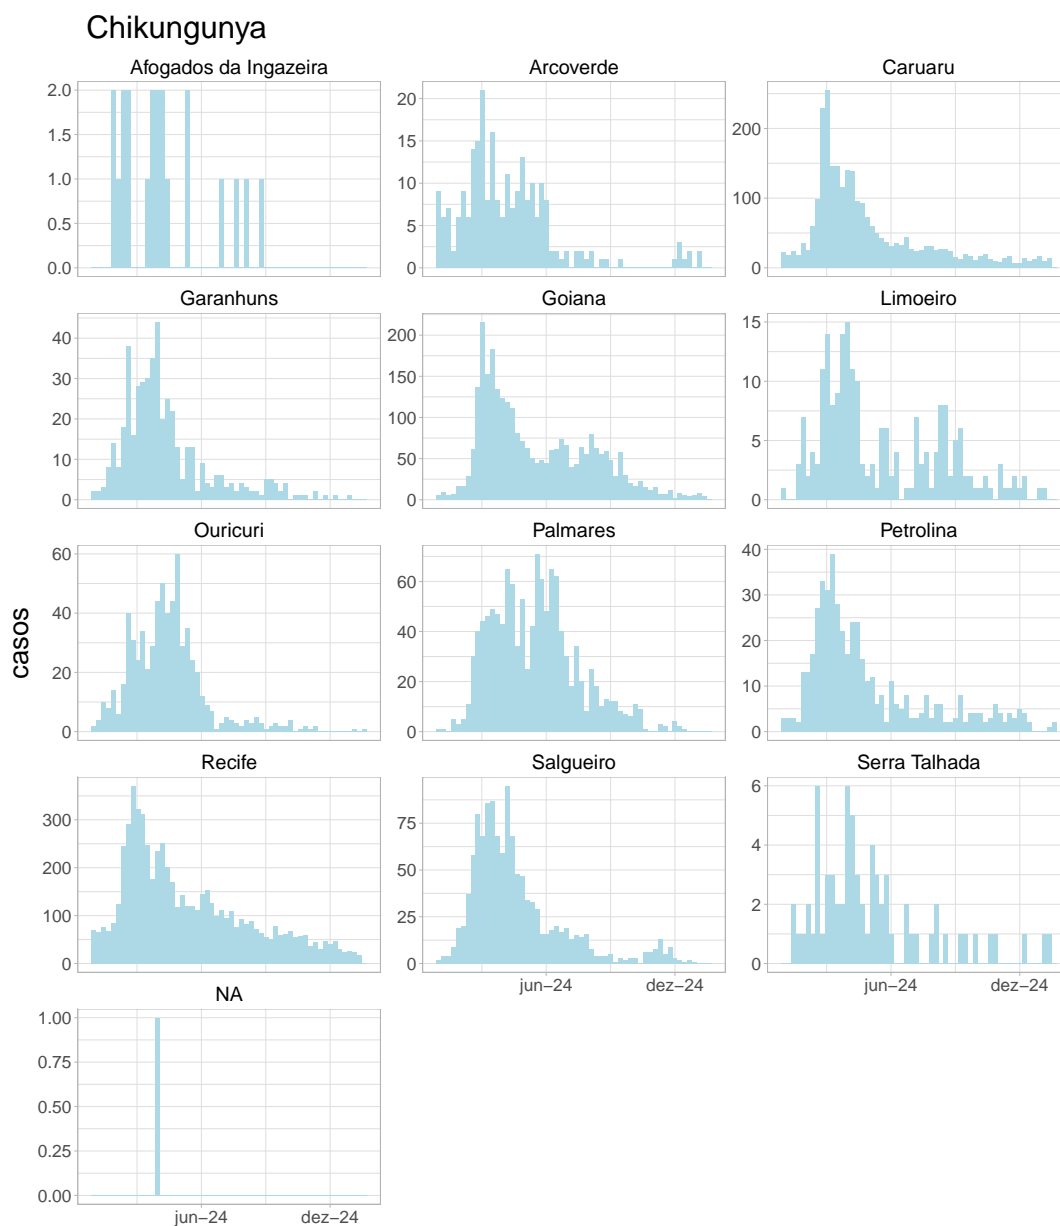 Chikungunya
Afogados da Ingazeira
Arcoverde
Caruaru
2.0
1.5
1.0
0.5
0.0
20
15
10
5
0
200
100
0
Garanhuns
Goiana
Limoeiro
40
30
20
10
0
200
150
100
50
0
15
10
5
0
Ouricuri
Palmares
Petrolina
60
40
20
0
60
40
20
0
40
30
20
10
0
casos
Recife
Salgueiro
Serra Talhada
300
200
100
0
75
50
25
0
6
4
2
0
jun−24
dez−24
jun−24
dez−24
NA
1.00
0.75
0.50
0.25
0.00
jun−24
dez−24